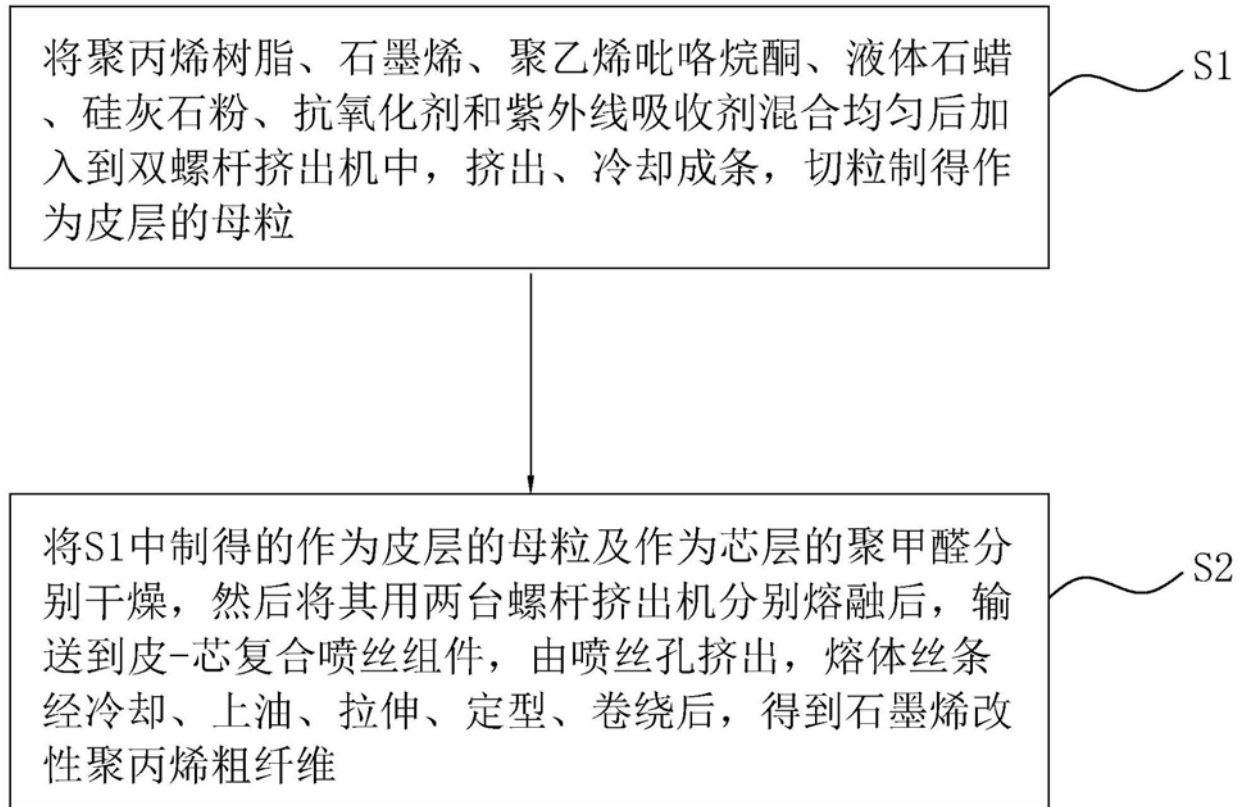 将聚丙烯树脂、石墨烯、聚乙烯吡咯烷酮、液体石蜡
、硅灰石粉、抗氧化剂和紫外线吸收剂混合均匀后加
入到双螺杆挤出机中，挤出、冷却成条，切粒制得作
为皮层的母粒
S1
将S1中制得的作为皮层的母粒及作为芯层的聚甲醛分
别干燥，然后将其用两台螺杆挤出机分别熔融后，输
送到皮-芯复合喷丝组件，由喷丝孔挤出，熔体丝条
经冷却、上油、拉伸、定型、卷绕后，得到石墨烯改
性聚丙烯粗纤维
S2